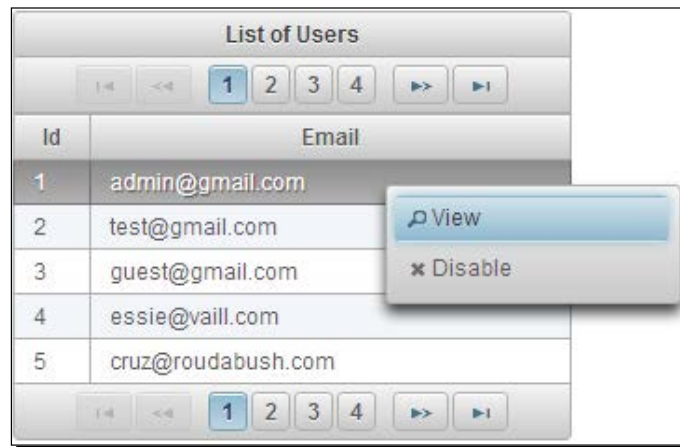 List of Users
1 2 3 4
Id Email
1 admin@gmail.com
View
2 test@gmail.com
Disable
3 guest@gmail.com
4 essie@vaill.com
5 cruz@roudabush.com
1 2 3 4